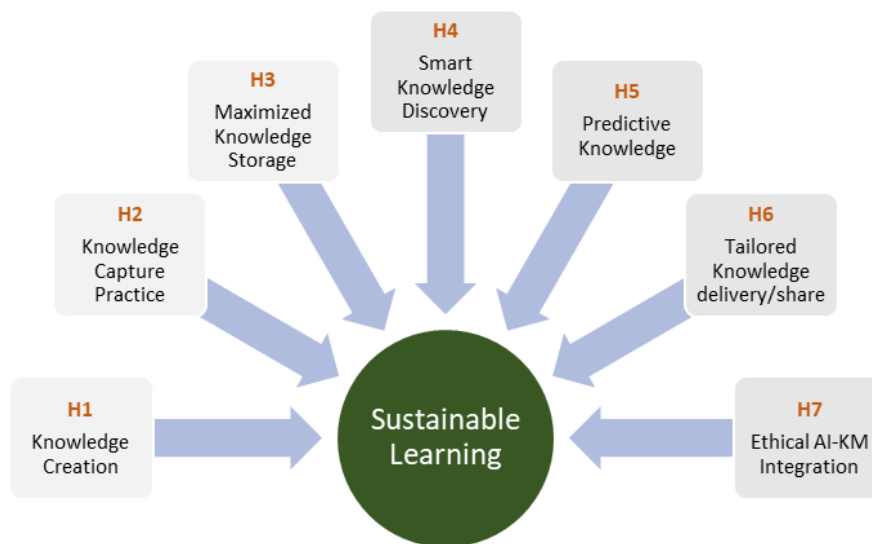 H1
Knowledge
Creation
H2
Knowledge
Capture
Practice
H3
Maximized
Knowledge
Storage
H4
Smart
Knowledge
Discovery
H5
Predictive
Knowledge
H6
Tailored
Knowledge
delivery/share
H7
Ethical AI-KM
Integration
Sustainable
Learning